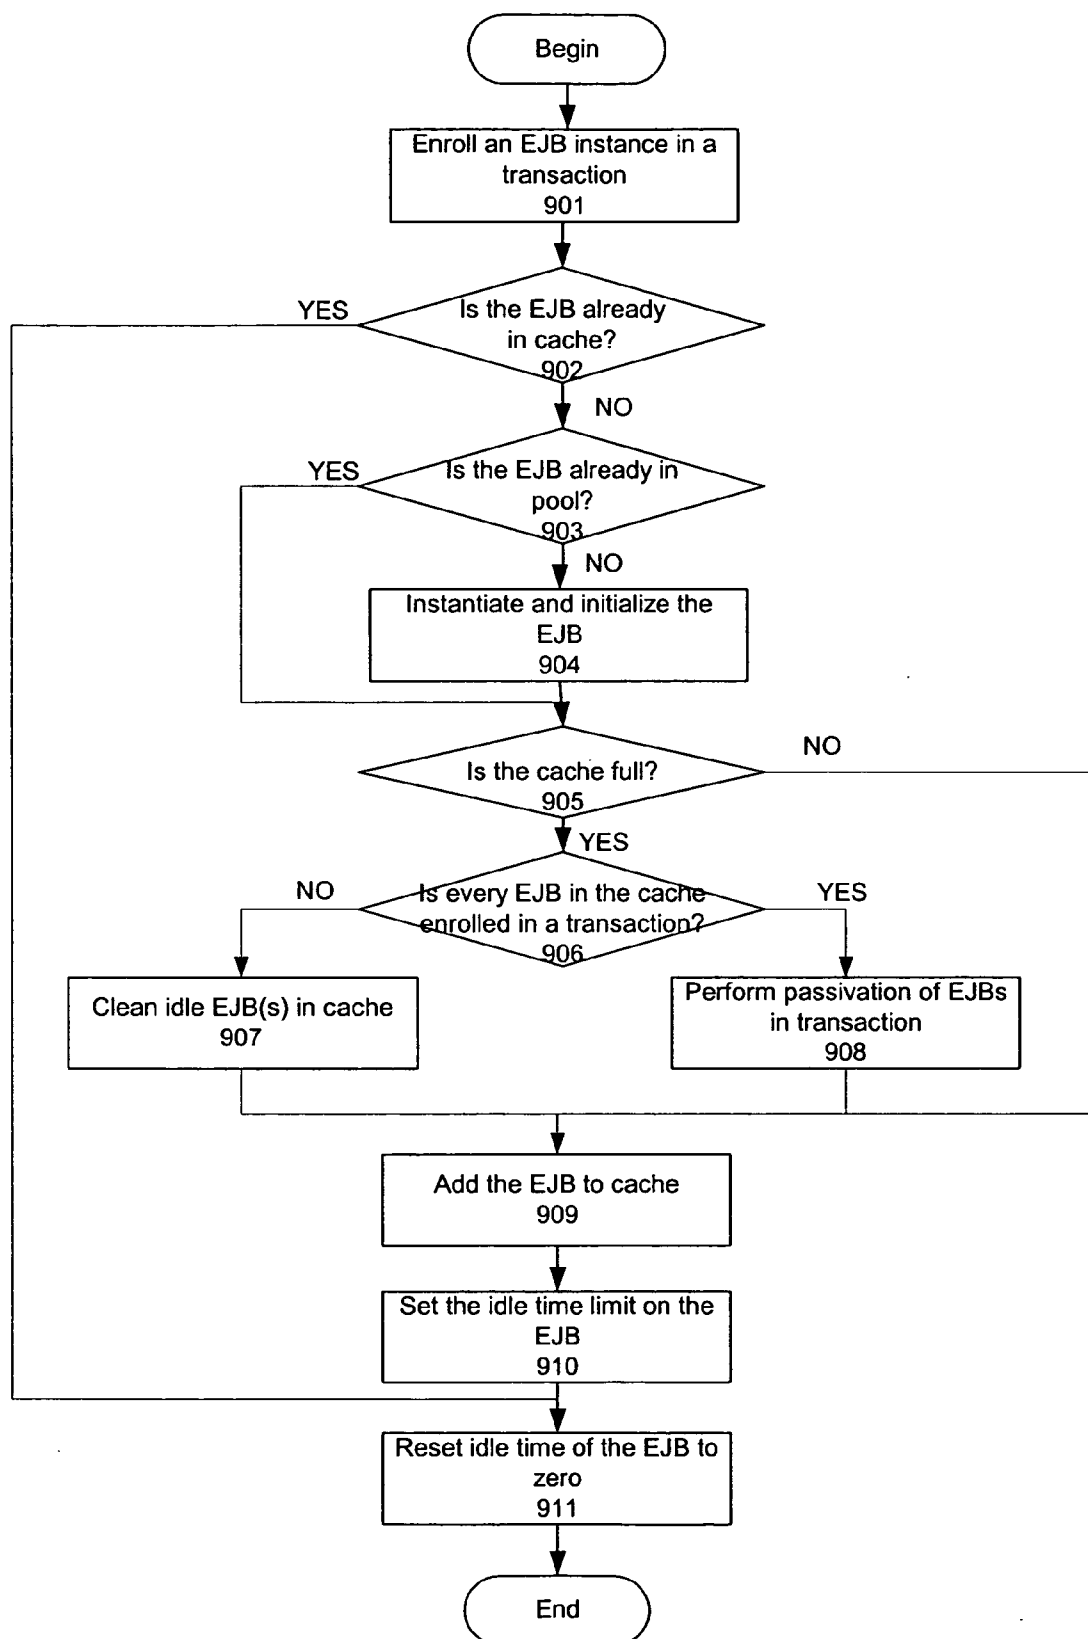 Begin
Enroll an EJB instance in a
transaction
901
YES
Is the EJB already
in cache?
902
NO
YES
Is the EJB already in
pool?
903
NO
Instantiate and initialize the
EJB
904
NO
Is the cache full?
905
YES
NO
Is every EJB in the cache
enrolled in a transaction?
906
YES
Clean idle EJB(s) in cache
907
Perform passivation of EJBs
in transaction
908
Add the EJB to cache
909
Set the idle time limit on the
EJB
910
Reset idle time of the EJB to
zero
911
End